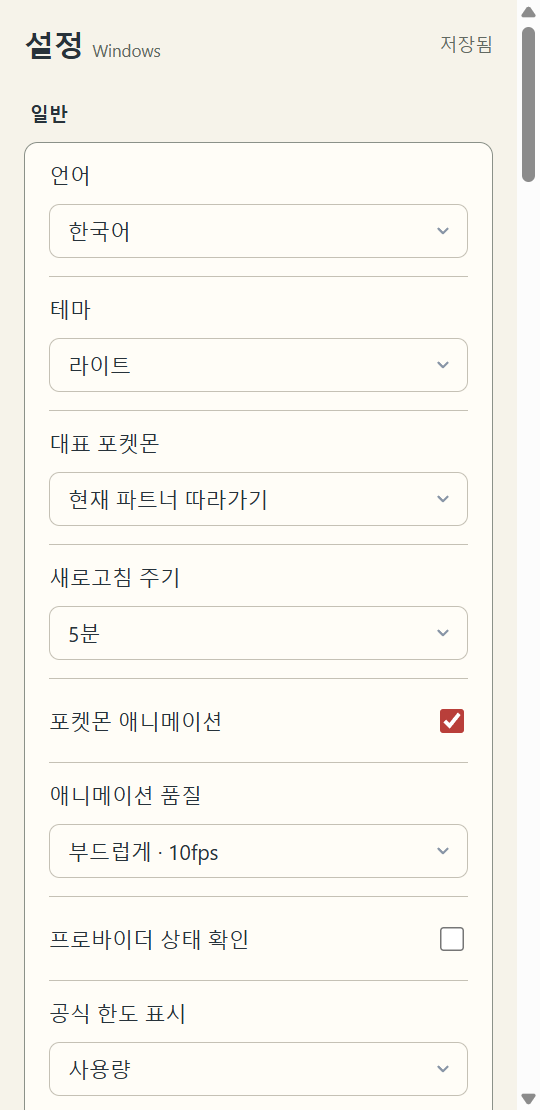 설정 Windows
저장됨
일반
언어
한국어
테마
라이트
대표 포켓몬
현재 파트너 따라가기
새로고침 주기
5분
포켓몬 애니메이션
애니메이션 품질
부드럽게 · 10fps
프로바이더 상태 확인
공식 한도 표시
사용량